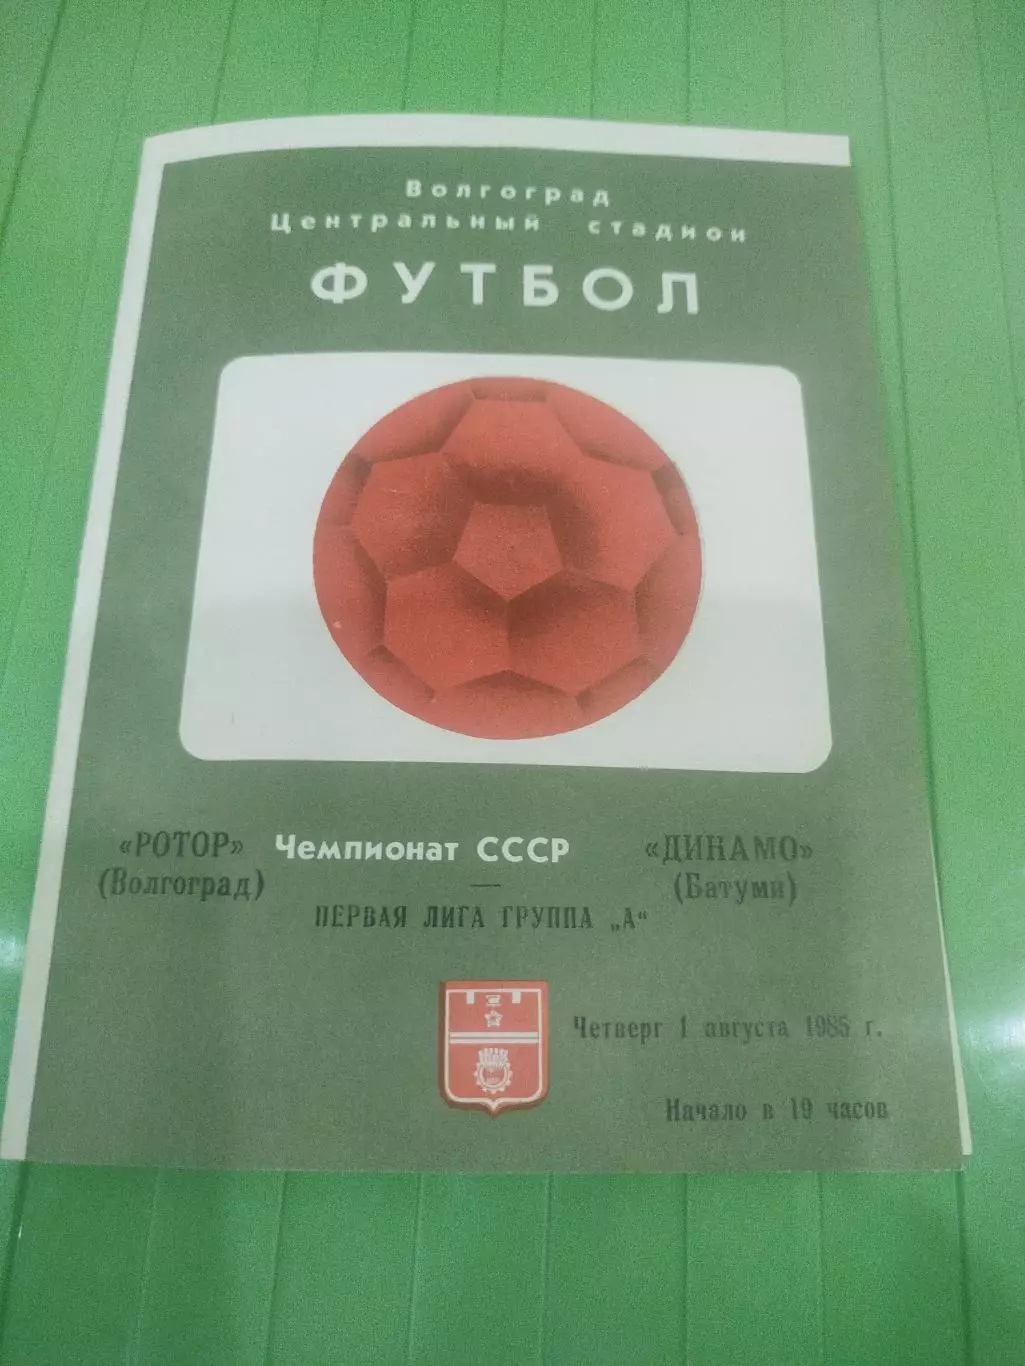 Волгоград
Центральный стадион
ФУТБОЛ
«РОТОР» Чемпионат СССР «ДИНАМО»
(Волгоград) — (Батуми)
ПЕРВАЯ ЛИГА ГРУППА „А“
Четверг 1 августа 1985 г.
Начало в 19 часов